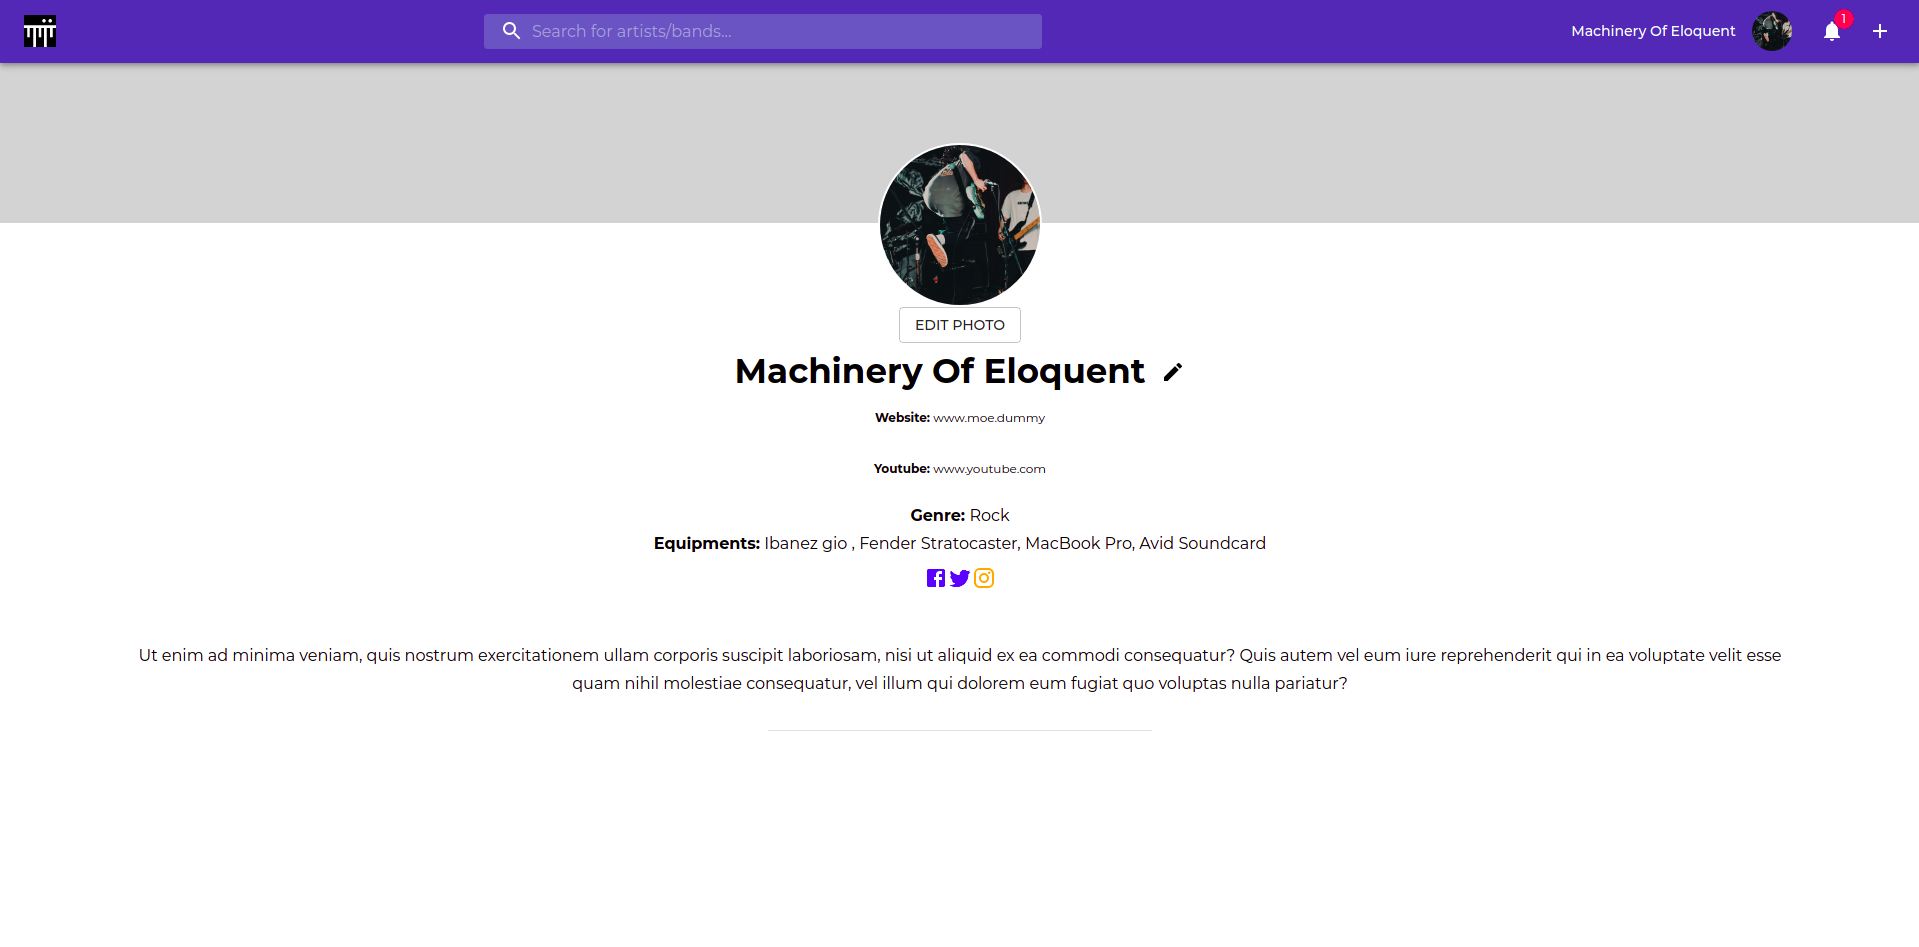 Search for artists/bands...
Machinery Of Eloquent
1
EDIT PHOTO
Machinery Of Eloquent
Website: www.moe.dummy
Youtube: www.youtube.com
Genre: Rock
Equipments: Ibanez gio , Fender Stratocaster, MacBook Pro, Avid Soundcard
Ut enim ad minima veniam, quis nostrum exercitationem ullam corporis suscipit laboriosam, nisi ut aliquid ex ea commodi consequatur? Quis autem vel eum iure reprehenderit qui in ea voluptate velit esse
quam nihil molestiae consequatur, vel illum qui dolorem eum fugiat quo voluptas nulla pariatur?